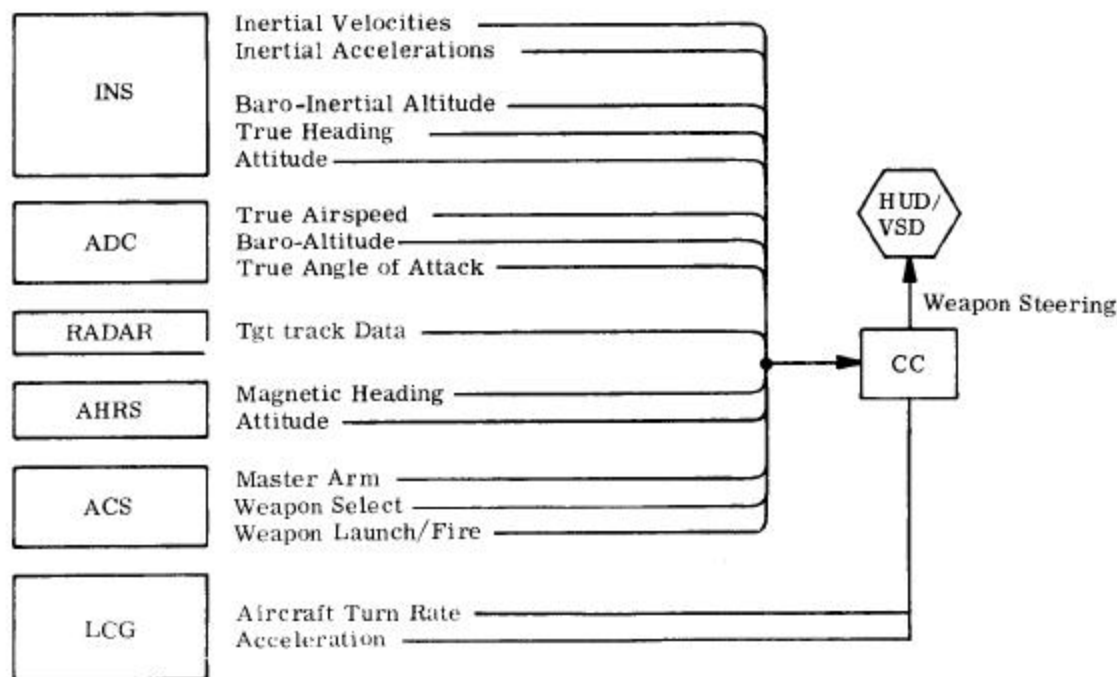 INS
Inertial Velocities
Inertial Accelerations
Baro-Inertial Altitude
True Heading
Attitude
ADC
True Airspeed
Baro-Altitude
True Angle of Attack
RADAR
Tgt track Data
AHRS
Magnetic Heading
Attitude
ACS
Master Arm
Weapon Select
Weapon Launch/Fire
LCG
Aircraft Turn Rate
Acceleration
HUD/
VSD
Weapon Steering
CC